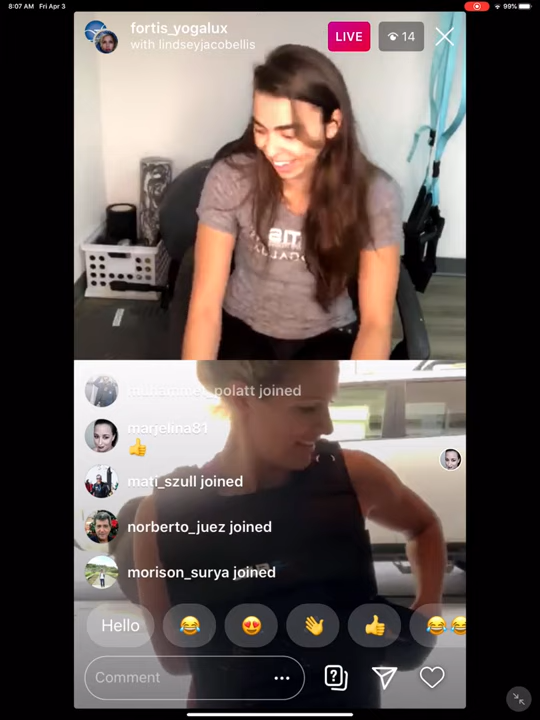 8:07 AM Fri Apr 3
99%
fortis_yogalux
with lindseyjacobellis
LIVE
14
marjelina81
mati_szull joined
norberto_juez joined
morison_surya joined
Hello
Comment